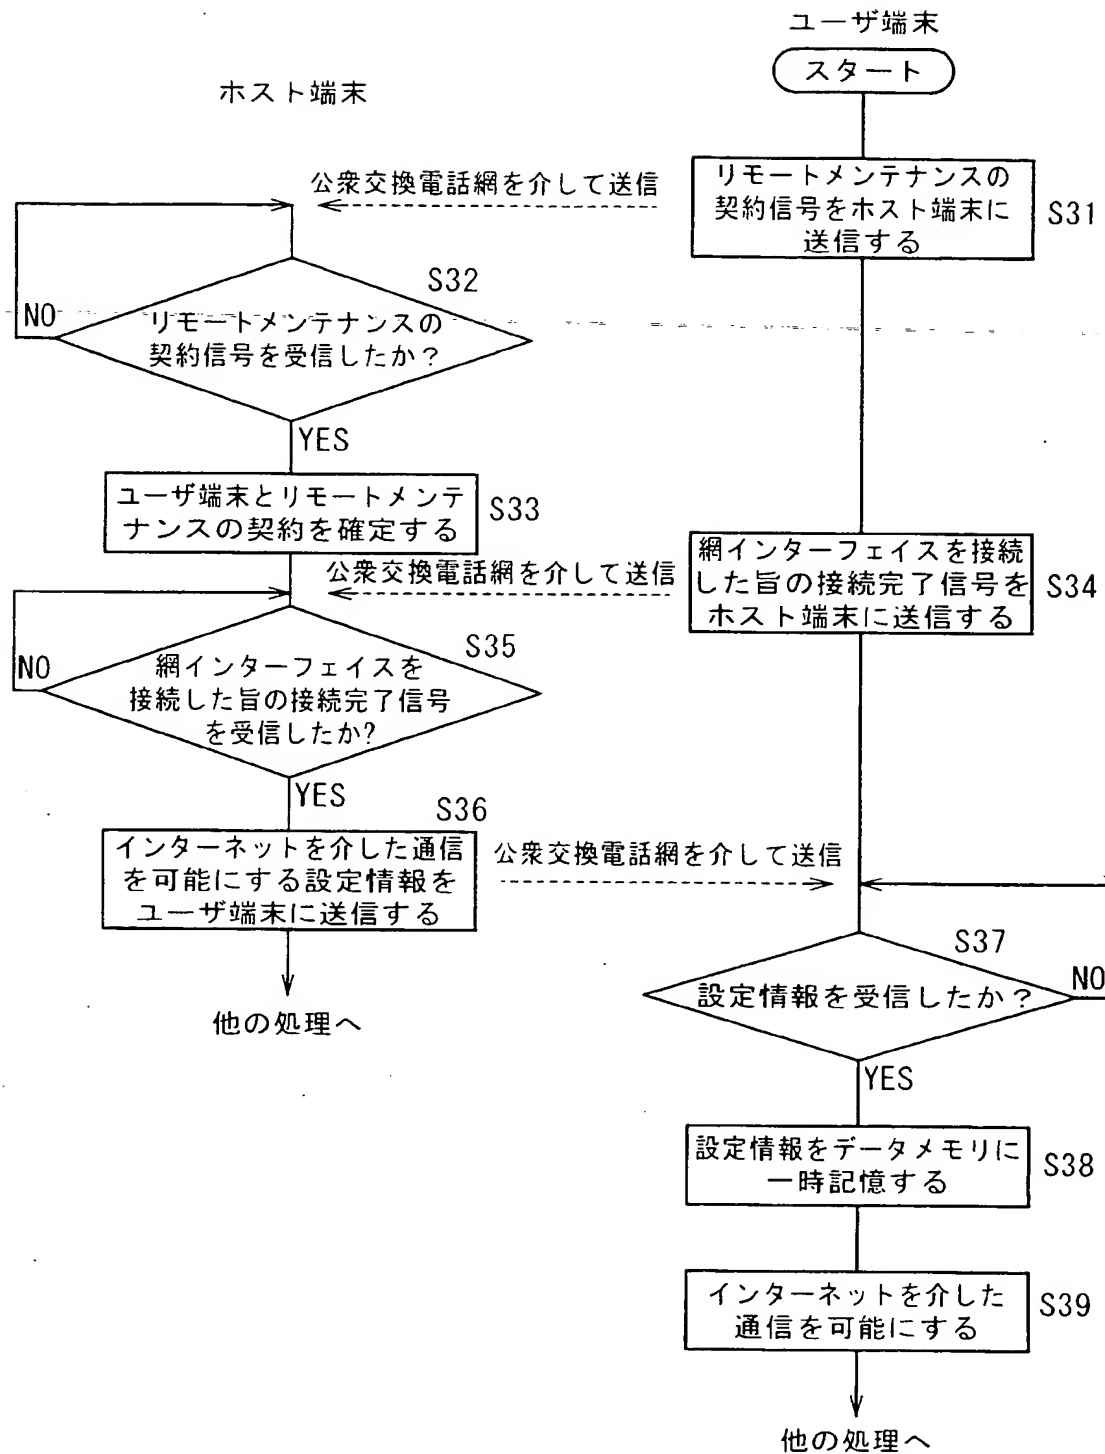 ユーザ端末
スタート
ホスト端末
公衆交換電話網を介して送信
リモートメンテナンスの
契約信号をホスト端末に
送信する
S31
S32
NO
リモートメンテナンスの
契約信号を受信したか?
YES
ユーザ端末とリモートメンテ
ナンスの契約を確定する
S33
公衆交換電話網を介して送信
網インターフェイスを接続
した旨の接続完了信号を
ホスト端末に送信する
S34
S35
NO
網インターフェイスを
接続した旨の接続完了信号
を受信したか?
YES
S36
インターネットを介した通信
を可能にする設定情報を
ユーザ端末に送信する
公衆交換電話網を介して送信
S37
NO
設定情報を受信したか?
他の処理へ
YES
設定情報をデータメモリに
一時記憶する
S38
インターネットを介した
通信を可能にする
S39
他の処理へ